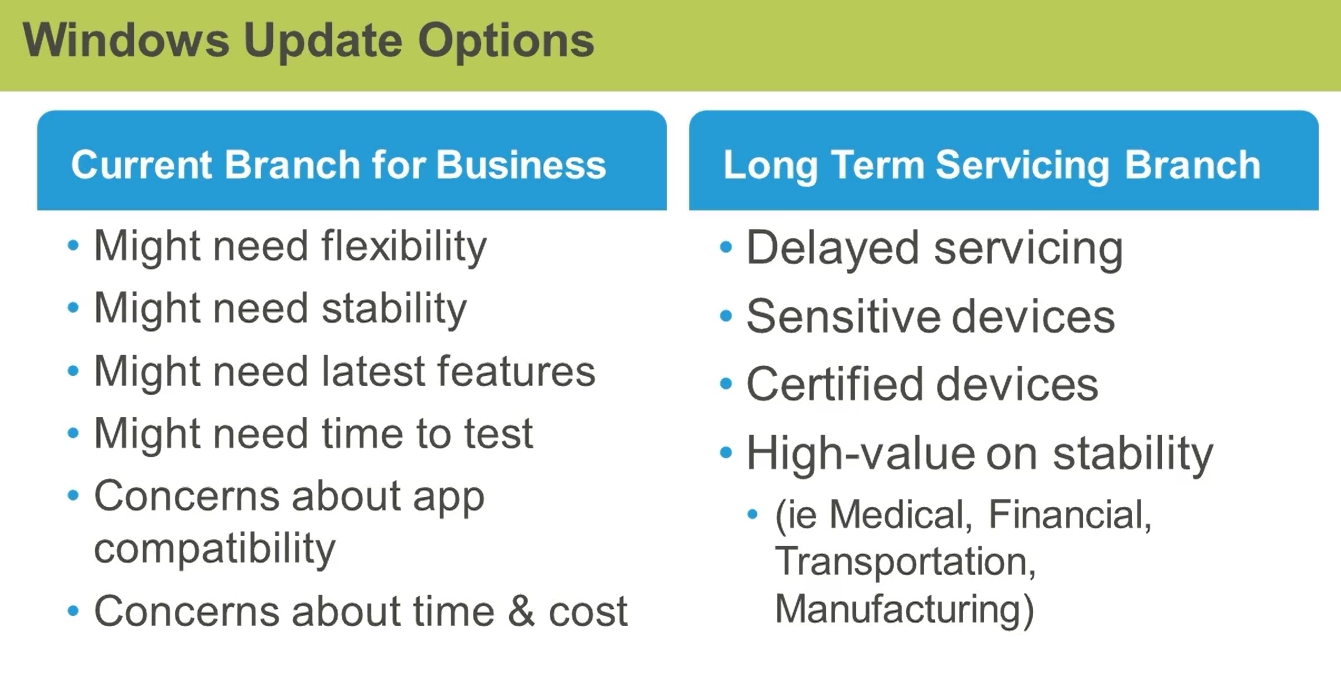 Windows Update Options
Current Branch for Business
• Might need flexibility
• Might need stability
• Might need latest features
• Might need time to test
• Concerns about app
compatibility
• Concerns about time & cost
Long Term Servicing Branch
• Delayed servicing
• Sensitive devices
• Certified devices
• High-value on stability
• (ie Medical, Financial,
Transportation,
Manufacturing)